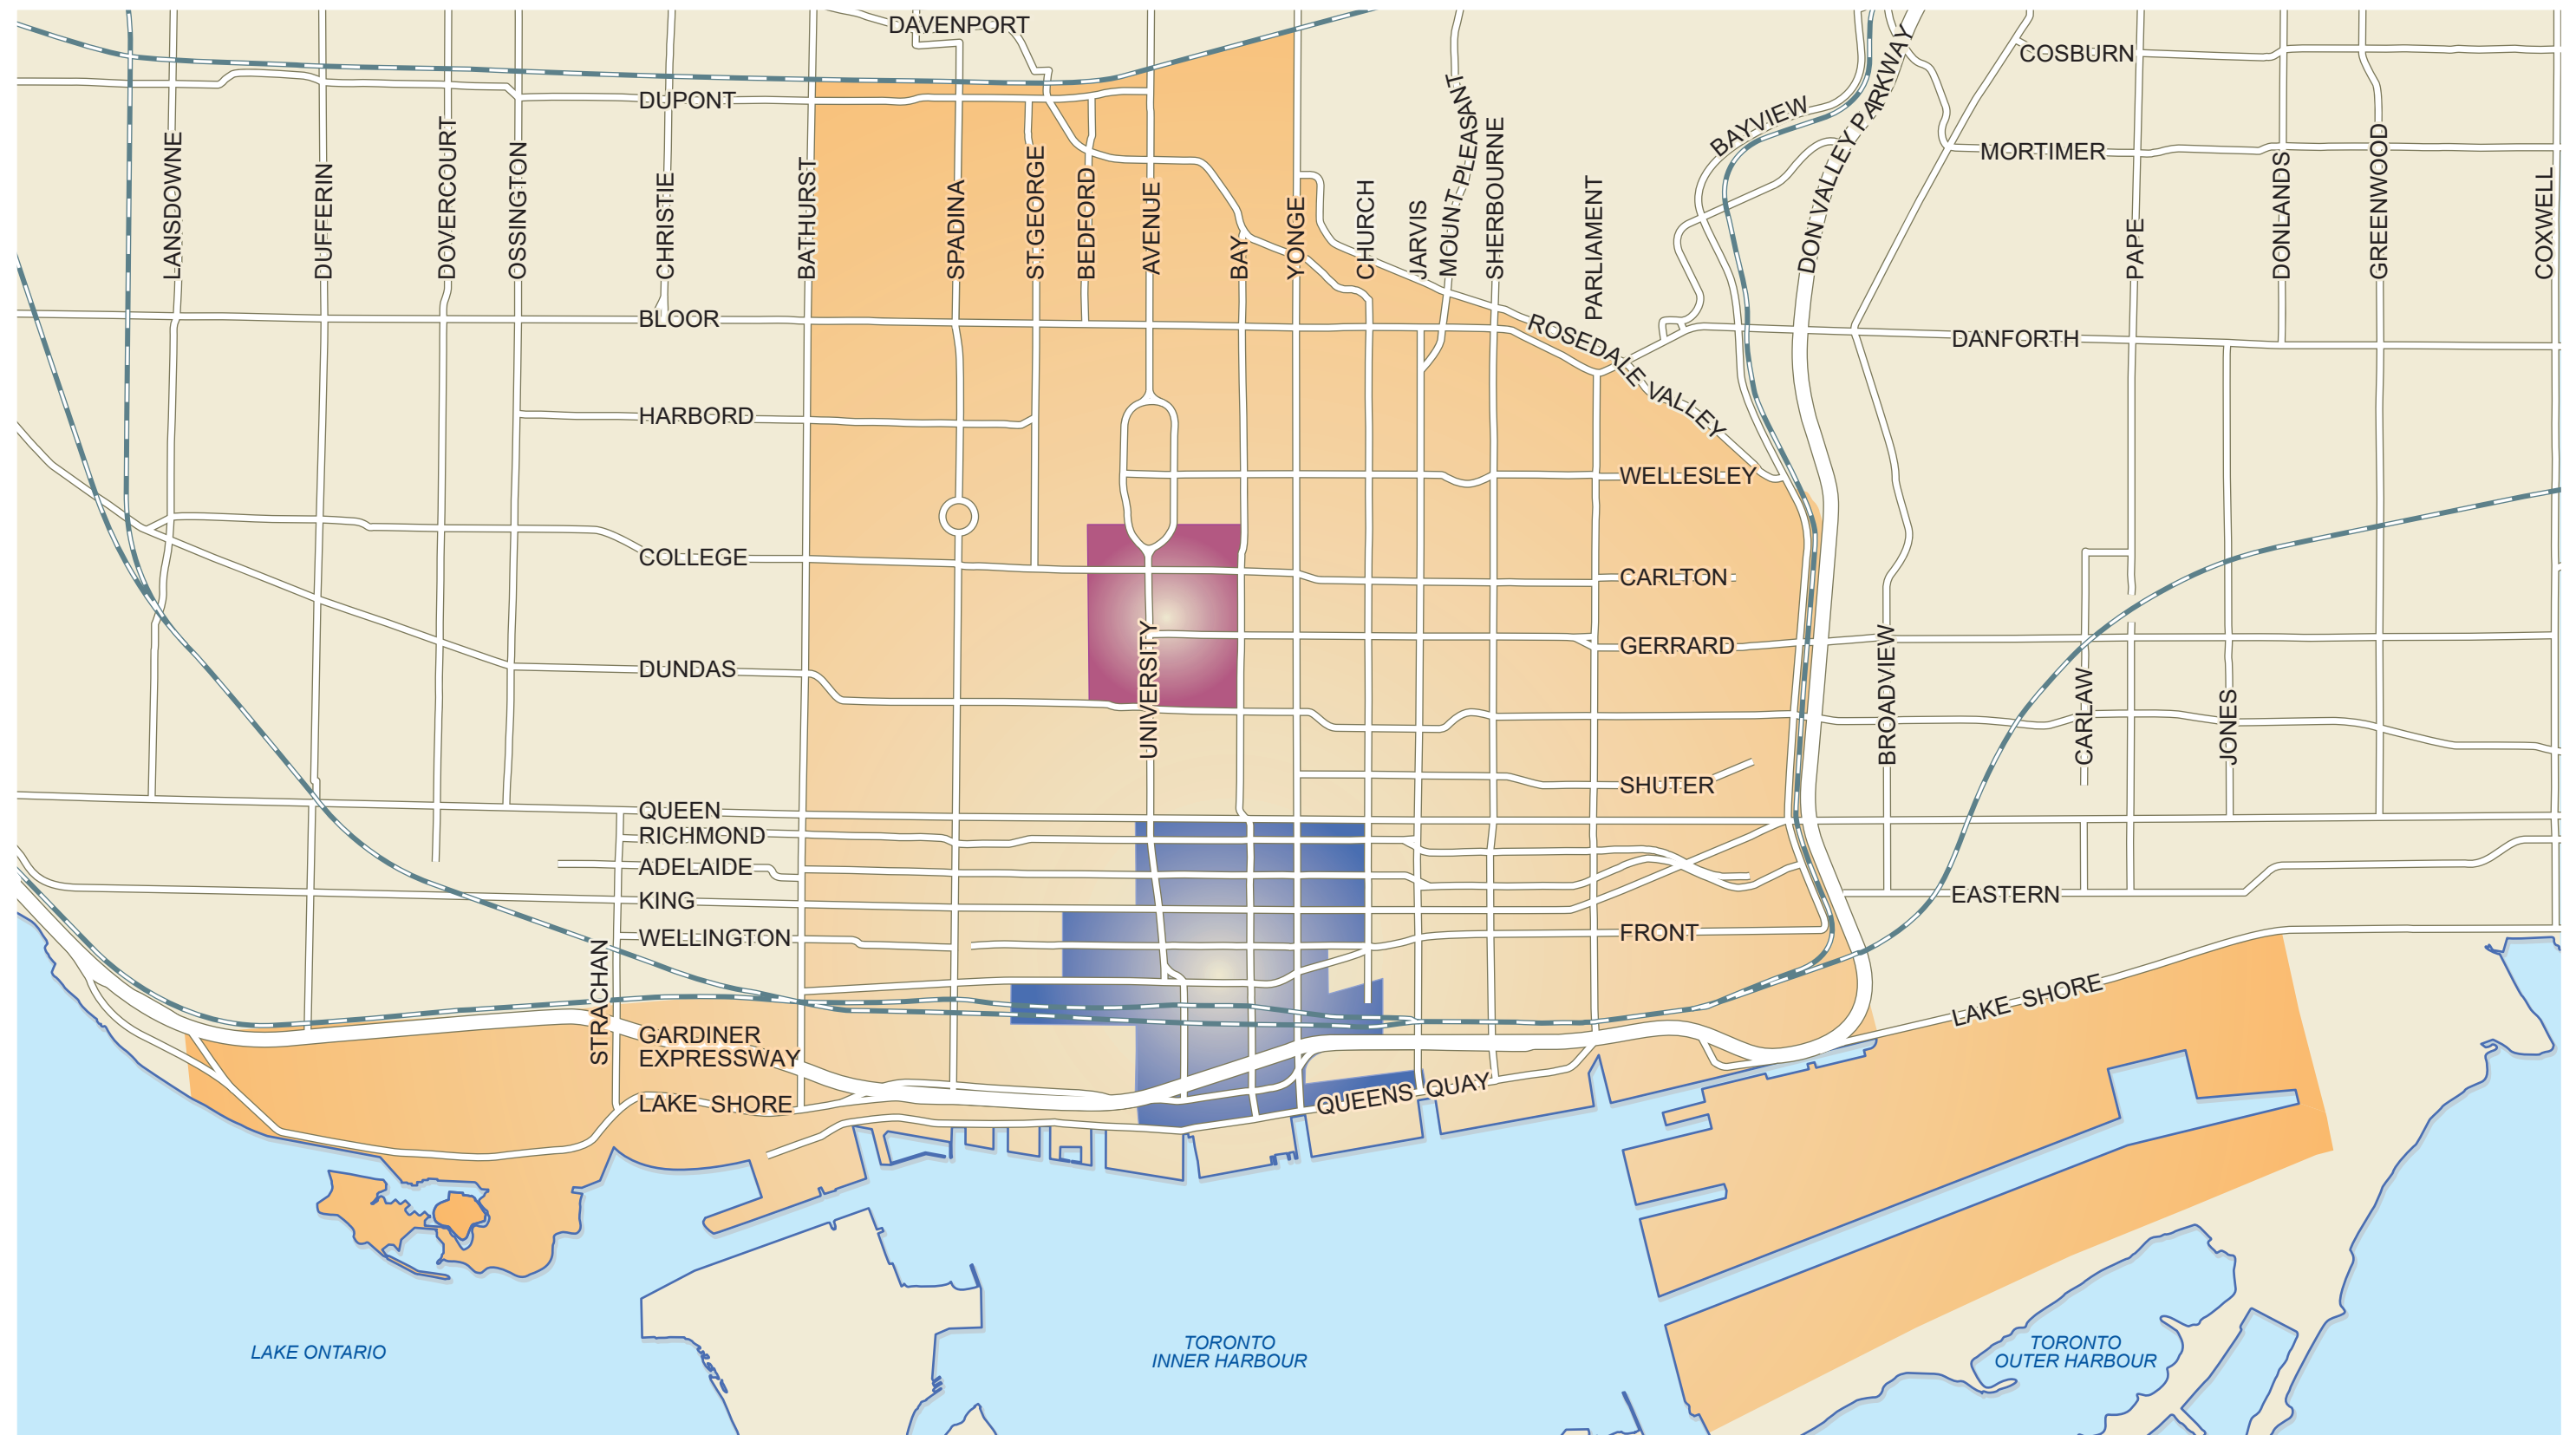 DAVENPORT
COSBURN
DUPONT
BAYVIEW
DON VALLEY PARKWAY
MORTIMER
LANSDOWNE
DUFFERIN
DOVERCOURT
OSSINGTON
CHRISTIE
BATHURST
SPADINA
ST.GEORGE
BEDFORD
AVENUE
BAY
YONGE
CHURCH
JARVIS
MOUNT PLEASANT
SHERBOURNE
PARLIAMENT
PAPE
DONLANDS
GREENWOOD
COXWELL
BLOOR
ROSEDALE VALLEY
DANFORTH
HARBORD
WELLESLEY
COLLEGE
CARLTON
UNIVERSITY
GERRARD
DUNDAS
BROADVIEW
CARLAW
JONES
SHUTER
QUEEN
RICHMOND
ADELAIDE
KING
EASTERN
WELLINGTON
FRONT
STRACHAN
GARDINER
EXPRESSWAY
LAKE SHORE
LAKE SHORE
QUEENS QUAY
LAKE ONTARIO
TORONTO
INNER HARBOUR
TORONTO
OUTER HARBOUR